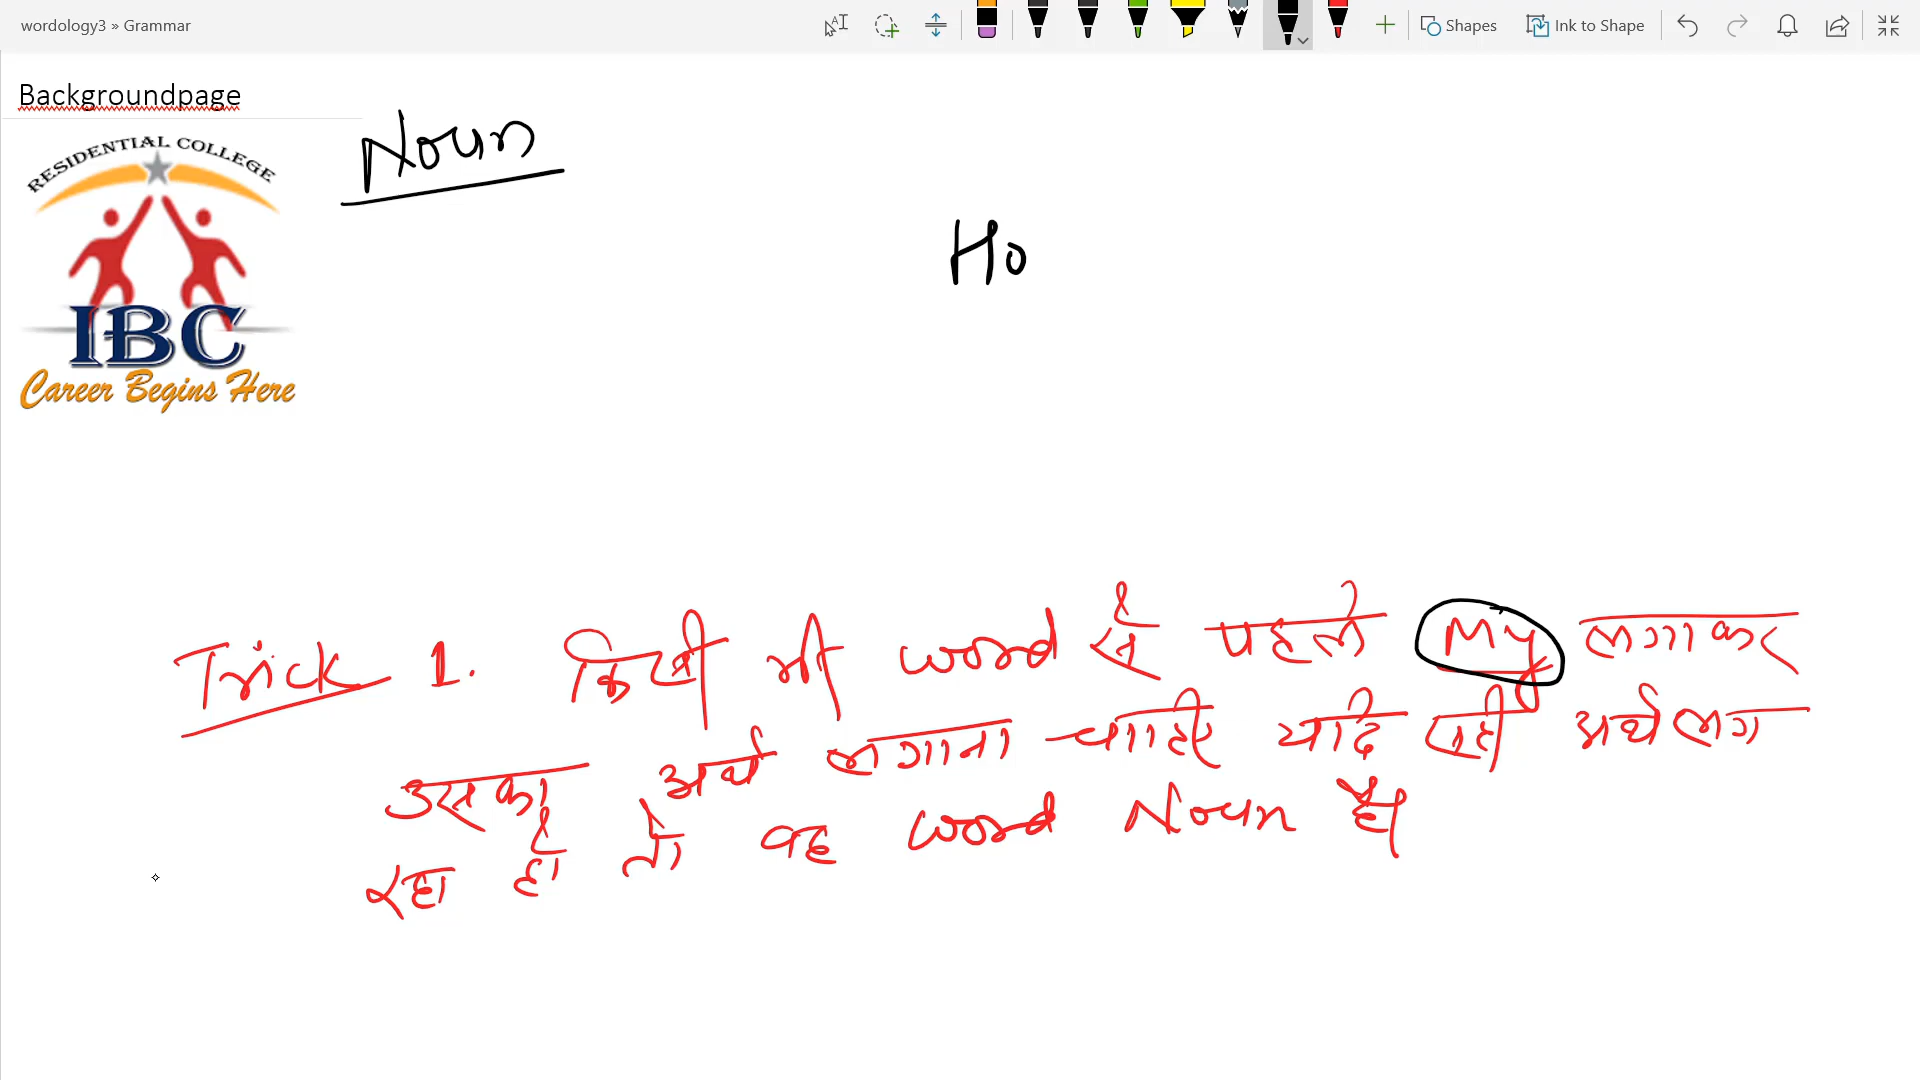 wordology3 » Grammar
Shapes
Ink to Shape
Backgroundpage
RESIDENTIAL COLLEGE
IBC
Career Begins Here
Noun
Ho
Trick 1. किसी भी word से पहले My लगाकर
उसका अर्थ लगाना चाहिए यदि सही अर्थ लग
रहा हो तो वह word Noun है।